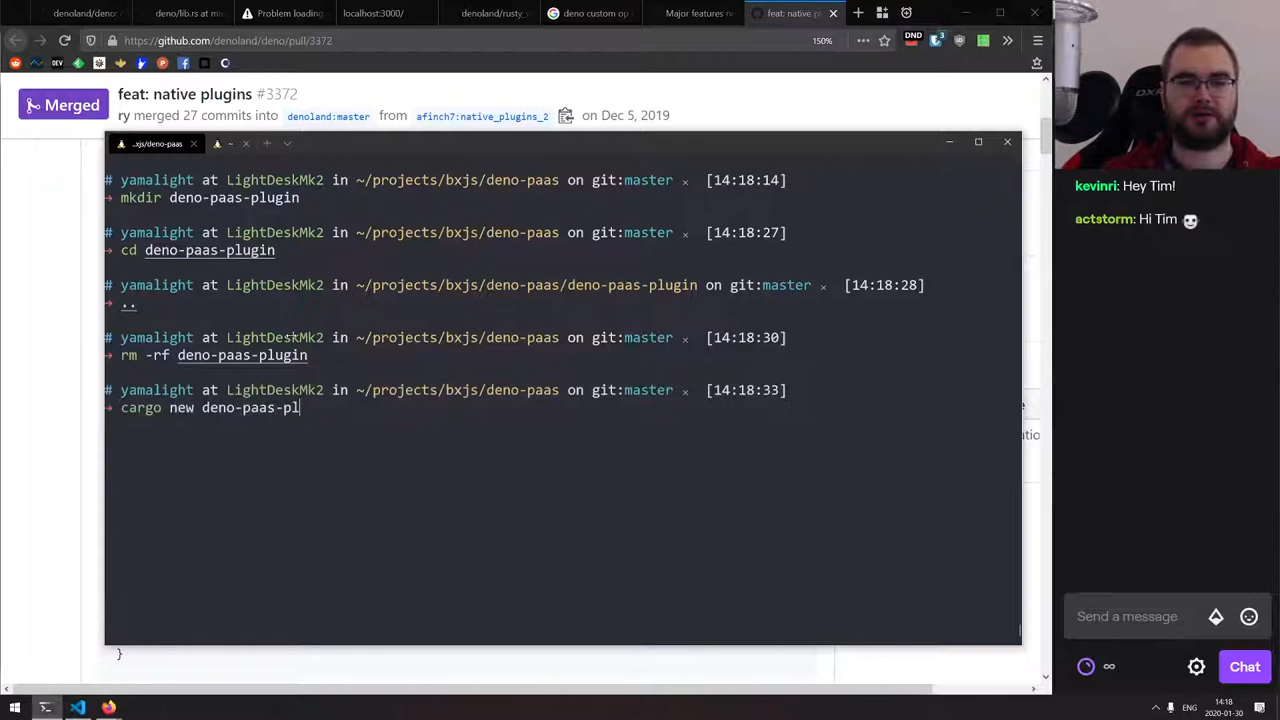 denoland/deno
deno/lib.rs at mis
Problem loading
localhost:3000/
denoland/rusty_
deno custom op
Major features ne
feat: native p
https://github.com/denoland/deno/pull/3372
150%
DND
3
DEV
feat: native plugins #3372
Merged
ry merged 27 commits into denoland:master from afinch7:native_plugins_2 on Dec 5, 2019
..xjs/deno-paas
~
# yamalight at LightDeskMk2 in ~/projects/bxjs/deno-paas on git:master × [14:18:14]
→ mkdir deno-paas-plugin
# yamalight at LightDeskMk2 in ~/projects/bxjs/deno-paas on git:master × [14:18:27]
→ cd deno-paas-plugin
# yamalight at LightDeskMk2 in ~/projects/bxjs/deno-paas/deno-paas-plugin on git:master × [14:18:28]
→ ..
# yamalight at LightDeskMk2 in ~/projects/bxjs/deno-paas on git:master × [14:18:30]
→ rm -rf deno-paas-plugin
# yamalight at LightDeskMk2 in ~/projects/bxjs/deno-paas on git:master × [14:18:33]
→ cargo new deno-paas-pl
}
DXR
kevinri: Hey Tim!
actstorm: Hi Tim
Send a message
∞
Chat
ENG
14:18
2020-01-30